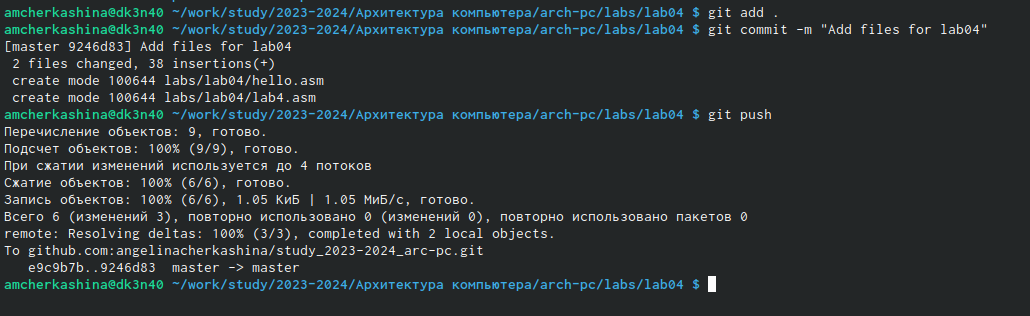 amcherkashina@dk3n40 ~/work/study/2023-2024/Архитектура компьютера/arch-pc/labs/lab04 $ git add .
amcherkashina@dk3n40 ~/work/study/2023-2024/Архитектура компьютера/arch-pc/labs/lab04 $ git commit -m "Add files for lab04"
[master 9246d83] Add files for lab04
 2 files changed, 38 insertions(+)
 create mode 100644 labs/lab04/hello.asm
 create mode 100644 labs/lab04/lab4.asm
amcherkashina@dk3n40 ~/work/study/2023-2024/Архитектура компьютера/arch-pc/labs/lab04 $ git push
Перечисление объектов: 9, готово.
Подсчет объектов: 100% (9/9), готово.
При сжатии изменений используется до 4 потоков
Сжатие объектов: 100% (6/6), готово.
Запись объектов: 100% (6/6), 1.05 КиБ | 1.05 МиБ/с, готово.
Всего 6 (изменений 3), повторно использовано 0 (изменений 0), повторно использовано пакетов 0
remote: Resolving deltas: 100% (3/3), completed with 2 local objects.
To github.com:angelinacherkashina/study_2023-2024_arc-pc.git
   e9c9b7b..9246d83  master -> master
amcherkashina@dk3n40 ~/work/study/2023-2024/Архитектура компьютера/arch-pc/labs/lab04 $